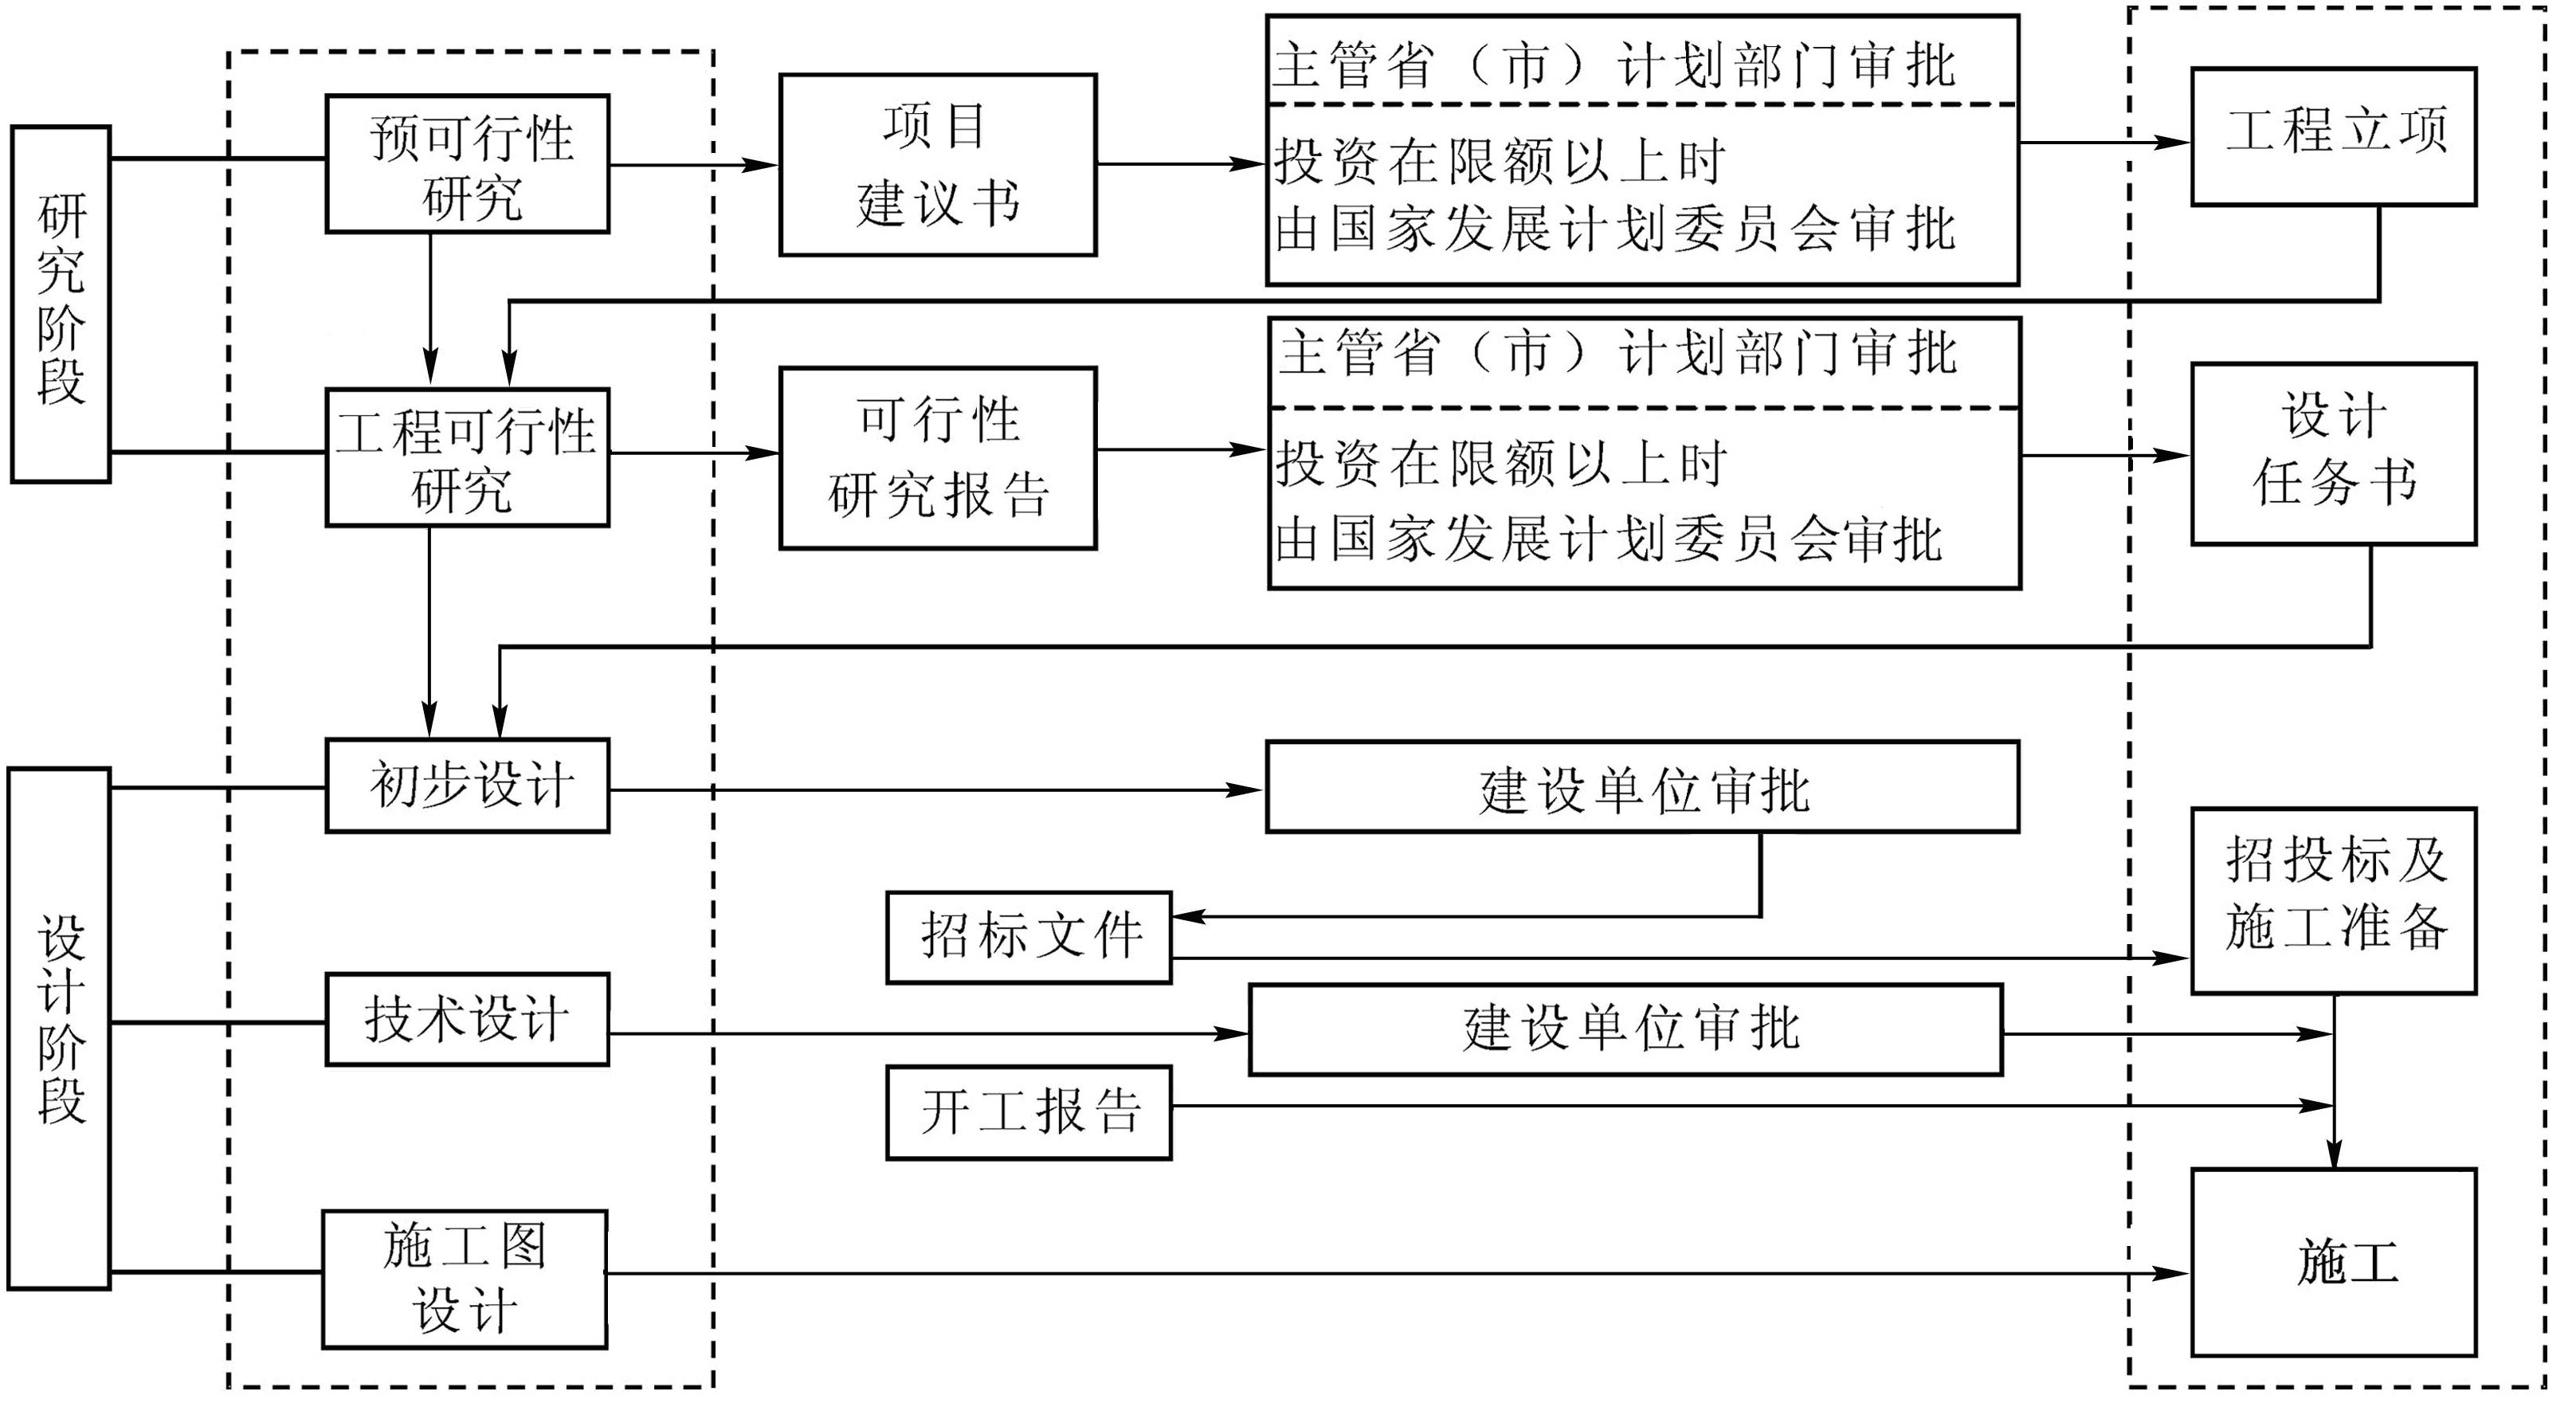 研究阶段
预可行性
研究
项目
建议书
主管省（市）计划部门审批
投资在限额以上时
由国家发展计划委员会审批
工程立项
工程可行性
研究
可行性
研究报告
主管省（市）计划部门审批
投资在限额以上时
由国家发展计划委员会审批
设计
任务书
设计阶段
初步设计
建设单位审批
招标文件
招投标及
施工准备
技术设计
建设单位审批
开工报告
施工图
设计
施工